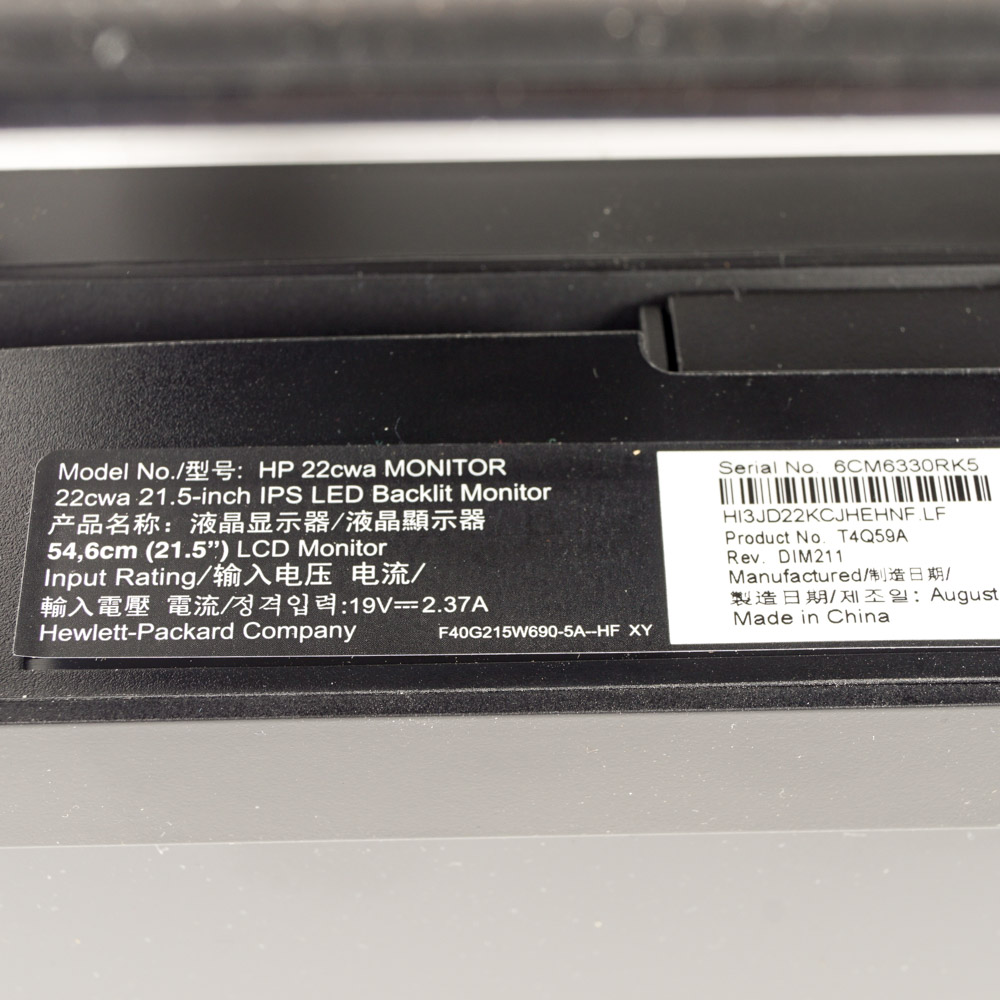 Model No./型号: HP 22cwa MONITOR
22cwa 21.5-inch IPS LED Backlit Monitor
产品名称: 液晶显示器/液晶顯示器
54,6cm (21.5”) LCD Monitor
Input Rating/输入电压 电流/
輸入電壓 電流/정격입력:19V⎓2.37A
Hewlett-Packard Company
F40G215W690-5A--HF XY
Serial No. 6CM6330RK5
HI3JD22KCJHEHNF.LF
Product No. T4Q59A
Rev. DIM211
Manufactured/制造日期/
製造日期/제조일: August
Made in China